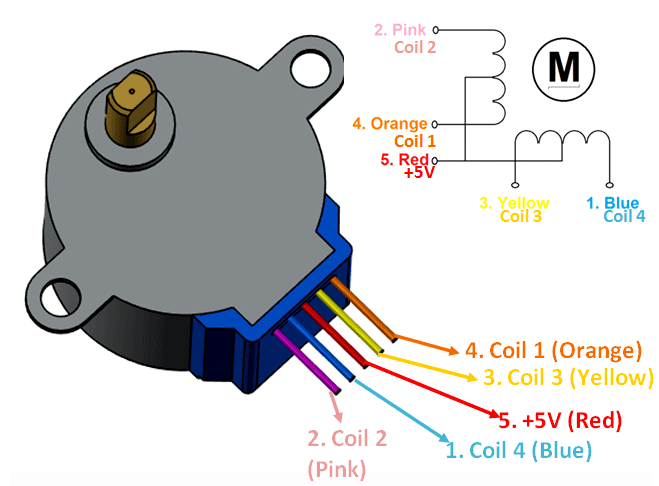 2. Pink
Coil 2
M
4. Orange
Coil 1
5. Red
+5V
3. Yellow
Coil 3
1. Blue
Coil 4
4. Coil 1 (Orange)
3. Coil 3 (Yellow)
5. +5V (Red)
1. Coil 4 (Blue)
2. Coil 2
(Pink)